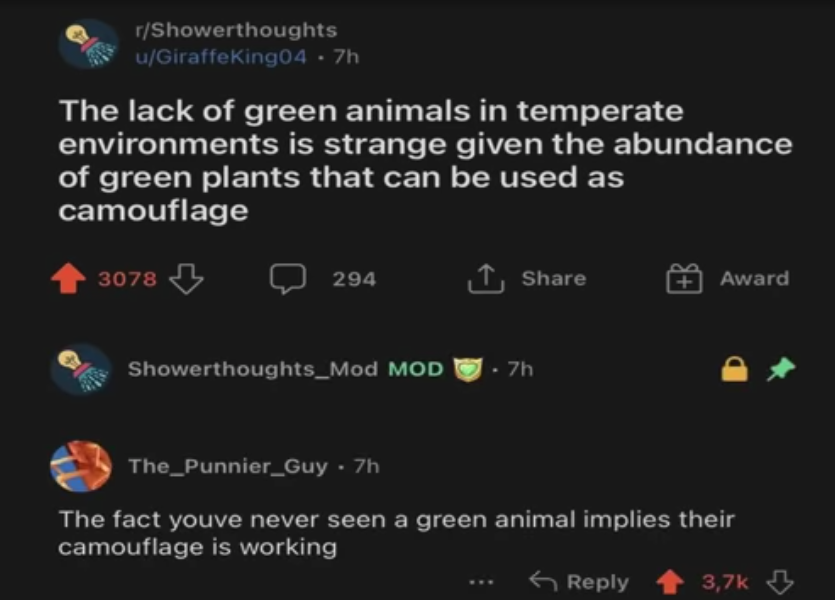 r/Showerthoughts
u/GiraffeKing04 · 7h
The lack of green animals in temperate
environments is strange given the abundance
of green plants that can be used as
camouflage
3078 294 Share Award
Showerthoughts_Mod MOD · 7h
The_Punnier_Guy · 7h
The fact youve never seen a green animal implies their
camouflage is working
... Reply 3,7k